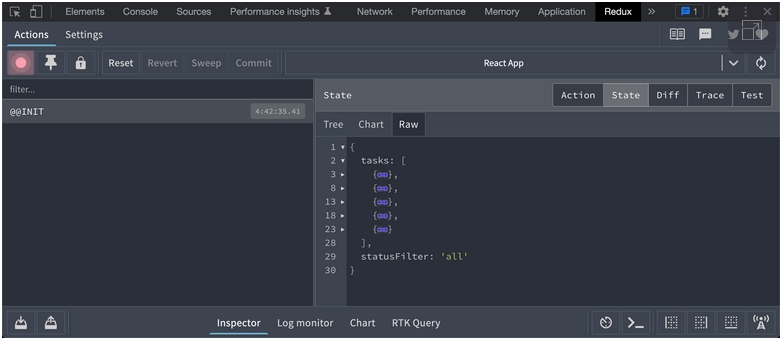 Elements Console Sources Performance insights Network Performance Memory Application Redux » 1
Actions Settings
Reset Revert Sweep Commit React App
filter...
@@INIT 4:42:35.41
State Action State Diff Trace Test
Tree Chart Raw
1 {
2 tasks: [
3 {↔},
8 {↔},
13 {↔},
18 {↔},
23 {↔}
28 ],
29 statusFilter: 'all'
30 }
Inspector Log monitor Chart RTK Query